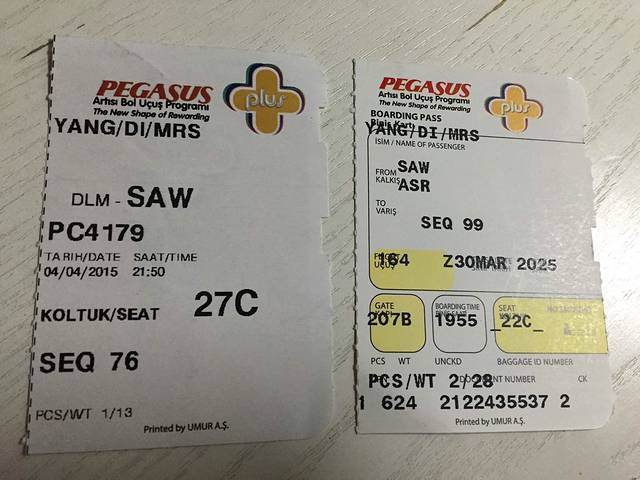 PEGASUS
Artısı Bol Uçuş Programı
The New Shape of Rewarding
plus
YANG/DI/MRS
DLM - SAW
PC4179
TARIH/DATE SAAT/TIME
04/04/2015 21:50
KOLTUK/SEAT 27C
SEQ 76
PCS/WT 1/13
Printed by UMUR A.Ş.
PEGASUS
Artısı Bol Uçuş Programı
The New Shape of Rewarding
plus
BOARDING PASS
Biniş Kartı
YANG/DI/MRS
İSİM / NAME OF PASSENGER
FROM SAW
KALKIŞ ASR
TO
VARIŞ
SEQ 99
164 Z30MAR 2025
GATE BOARDING TIME SEAT
207B 1955 _22C_
PCS WT UNCKD BAGGAGE ID NUMBER
PCS/WT 2/28
NUMBER CK
1 624 2122435537 2
Printed by UMUR A.Ş.